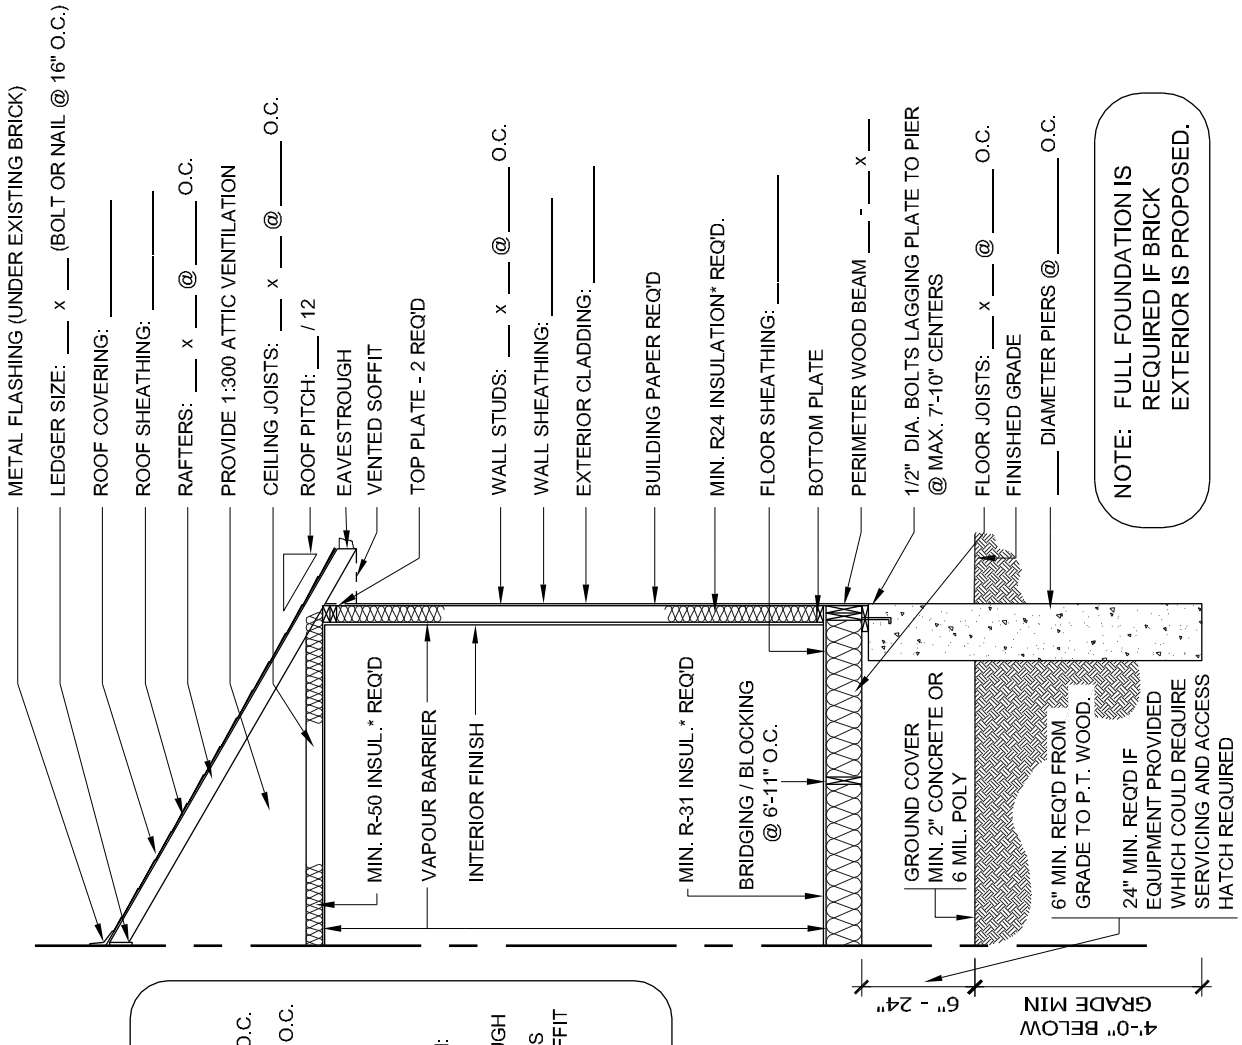 METAL FLASHING (UNDER EXISTING BRICK)
LEDGER SIZE: ___ x ___ (BOLT OR NAIL @ 16" O.C.)
ROOF COVERING: ___
ROOF SHEATHING: ___
RAFTERS: ___ x ___ @ ___ O.C.
PROVIDE 1:300 ATTIC VENTILATION
CEILING JOISTS: ___ x ___ @ ___ O.C.
ROOF PITCH: ___ / 12
EAVESTROUGH
VENTED SOFFIT
TOP PLATE - 2 REQ'D
WALL STUDS: ___ x ___ @ ___ O.C.
WALL SHEATHING: ___
EXTERIOR CLADDING: ___
BUILDING PAPER REQ'D
MIN. R24 INSULATION* REQ'D.
FLOOR SHEATHING: ___
BOTTOM PLATE
PERIMETER WOOD BEAM ___ - ___ x ___
1/2" DIA. BOLTS LAGGING PLATE TO PIER
@ MAX. 7'-10" CENTERS
FLOOR JOISTS: ___ x ___ @ ___ O.C.
FINISHED GRADE
___ DIAMETER PIERS @ ___ O.C.
NOTE: FULL FOUNDATION IS
REQUIRED IF BRICK
EXTERIOR IS PROPOSED.
MIN. R-50 INSUL.* REQ'D
VAPOUR BARRIER
INTERIOR FINISH
MIN. R-31 INSUL.* REQ'D
BRIDGING / BLOCKING
@ 6'-11" O.C.
GROUND COVER
MIN. 2" CONCRETE OR
6 MIL. POLY
6" MIN. REQ'D FROM
GRADE TO P.T. WOOD.
24" MIN. REQ'D IF
EQUIPMENT PROVIDED
WHICH COULD REQUIRE
SERVICING AND ACCESS
HATCH REQUIRED
6" - 24"
4'-0" BELOW
GRADE MIN
O.C.
O.C.